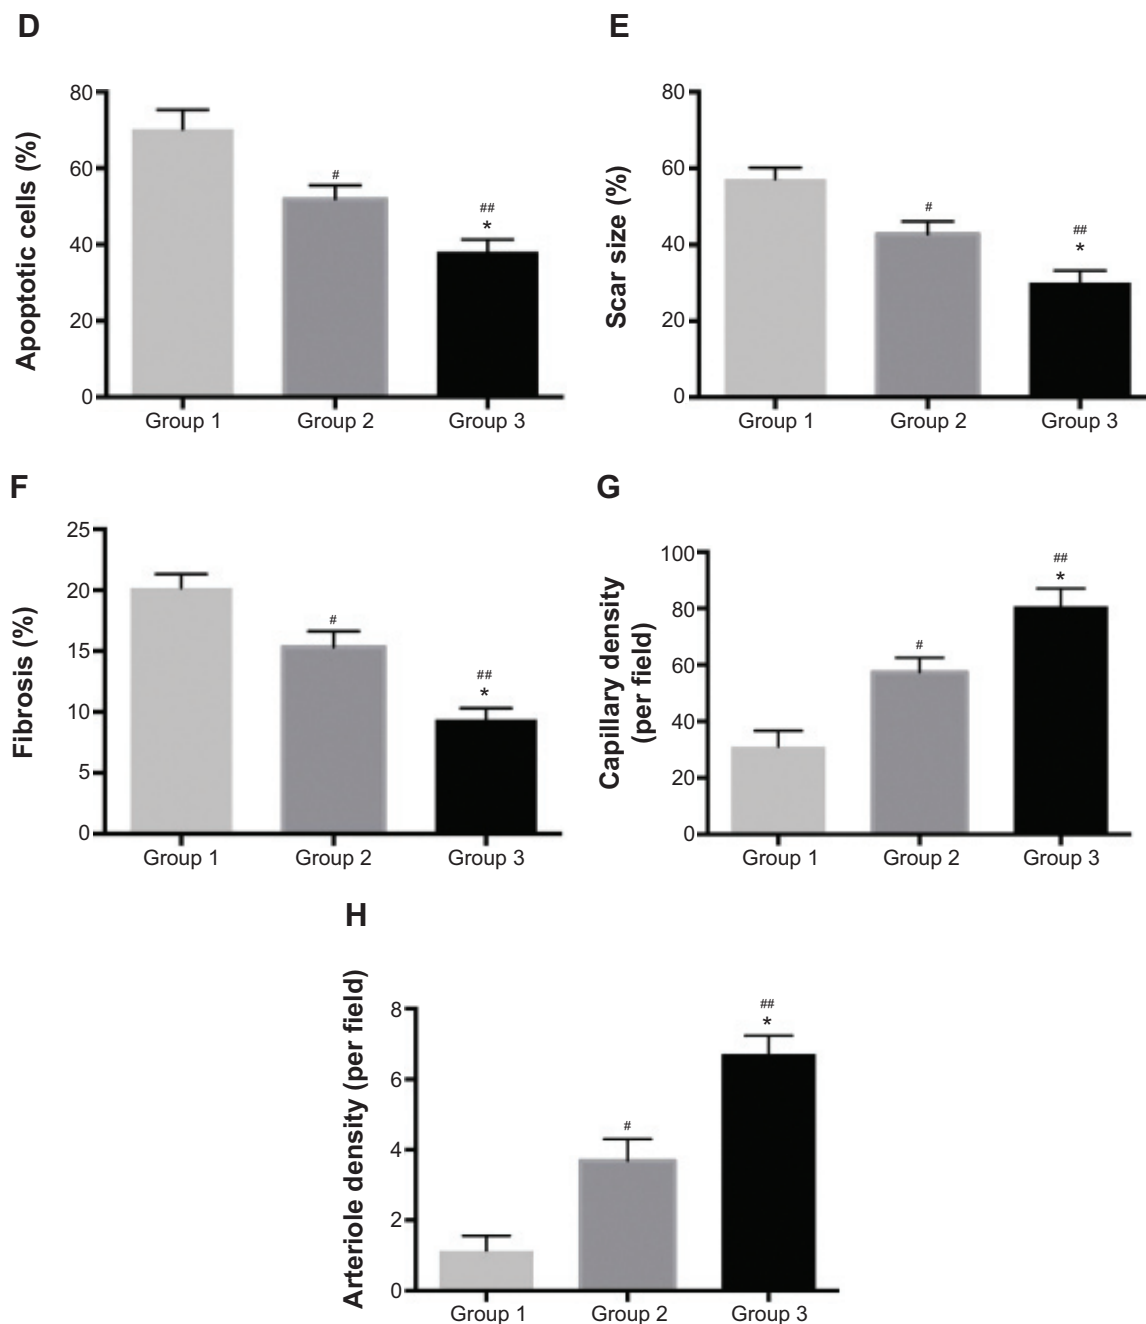 D
Apoptotic cells (%)
80
60
40
20
0
#
##
*
Group 1 Group 2 Group 3
E
Scar size (%)
80
60
40
20
0
#
##
*
Group 1 Group 2 Group 3
F
Fibrosis (%)
25
20
15
10
5
0
#
##
*
Group 1 Group 2 Group 3
G
Capillary density
(per field)
100
80
60
40
20
0
#
##
*
Group 1 Group 2 Group 3
H
Arteriole density (per field)
8
6
4
2
0
#
##
*
Group 1 Group 2 Group 3